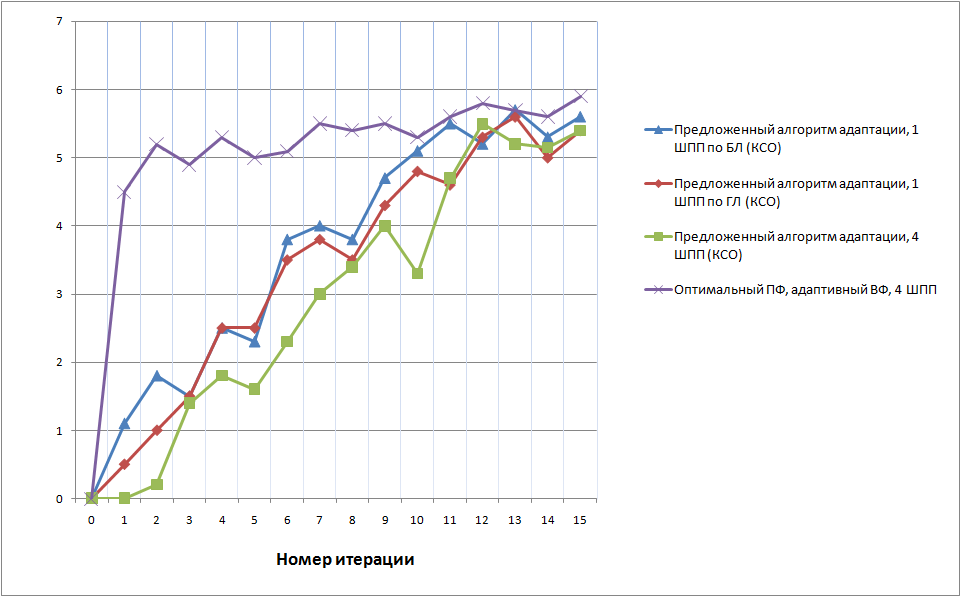 7
6
5
4
3
2
1
0
0 1 2 3 4 5 6 7 8 9 10 11 12 13 14 15
Номер итерации
Предложенный алгоритм адаптации, 1
ШПП по БЛ (КСО)
Предложенный алгоритм адаптации, 1
ШПП по ГЛ (КСО)
Предложенный алгоритм адаптации, 4
ШПП (КСО)
Оптимальный ПФ, адаптивный ВФ, 4 ШПП